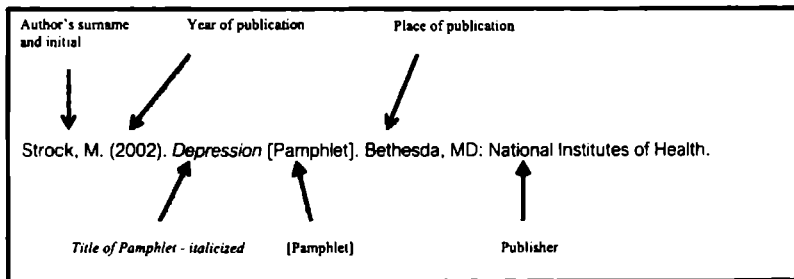 Author's surname
and initial
Year of publication
Place of publication
Strock, M. (2002). Depression [Pamphlet]. Bethesda, MD: National Institutes of Health.
Title of Pamphlet - italicized
[Pamphlet]
Publisher